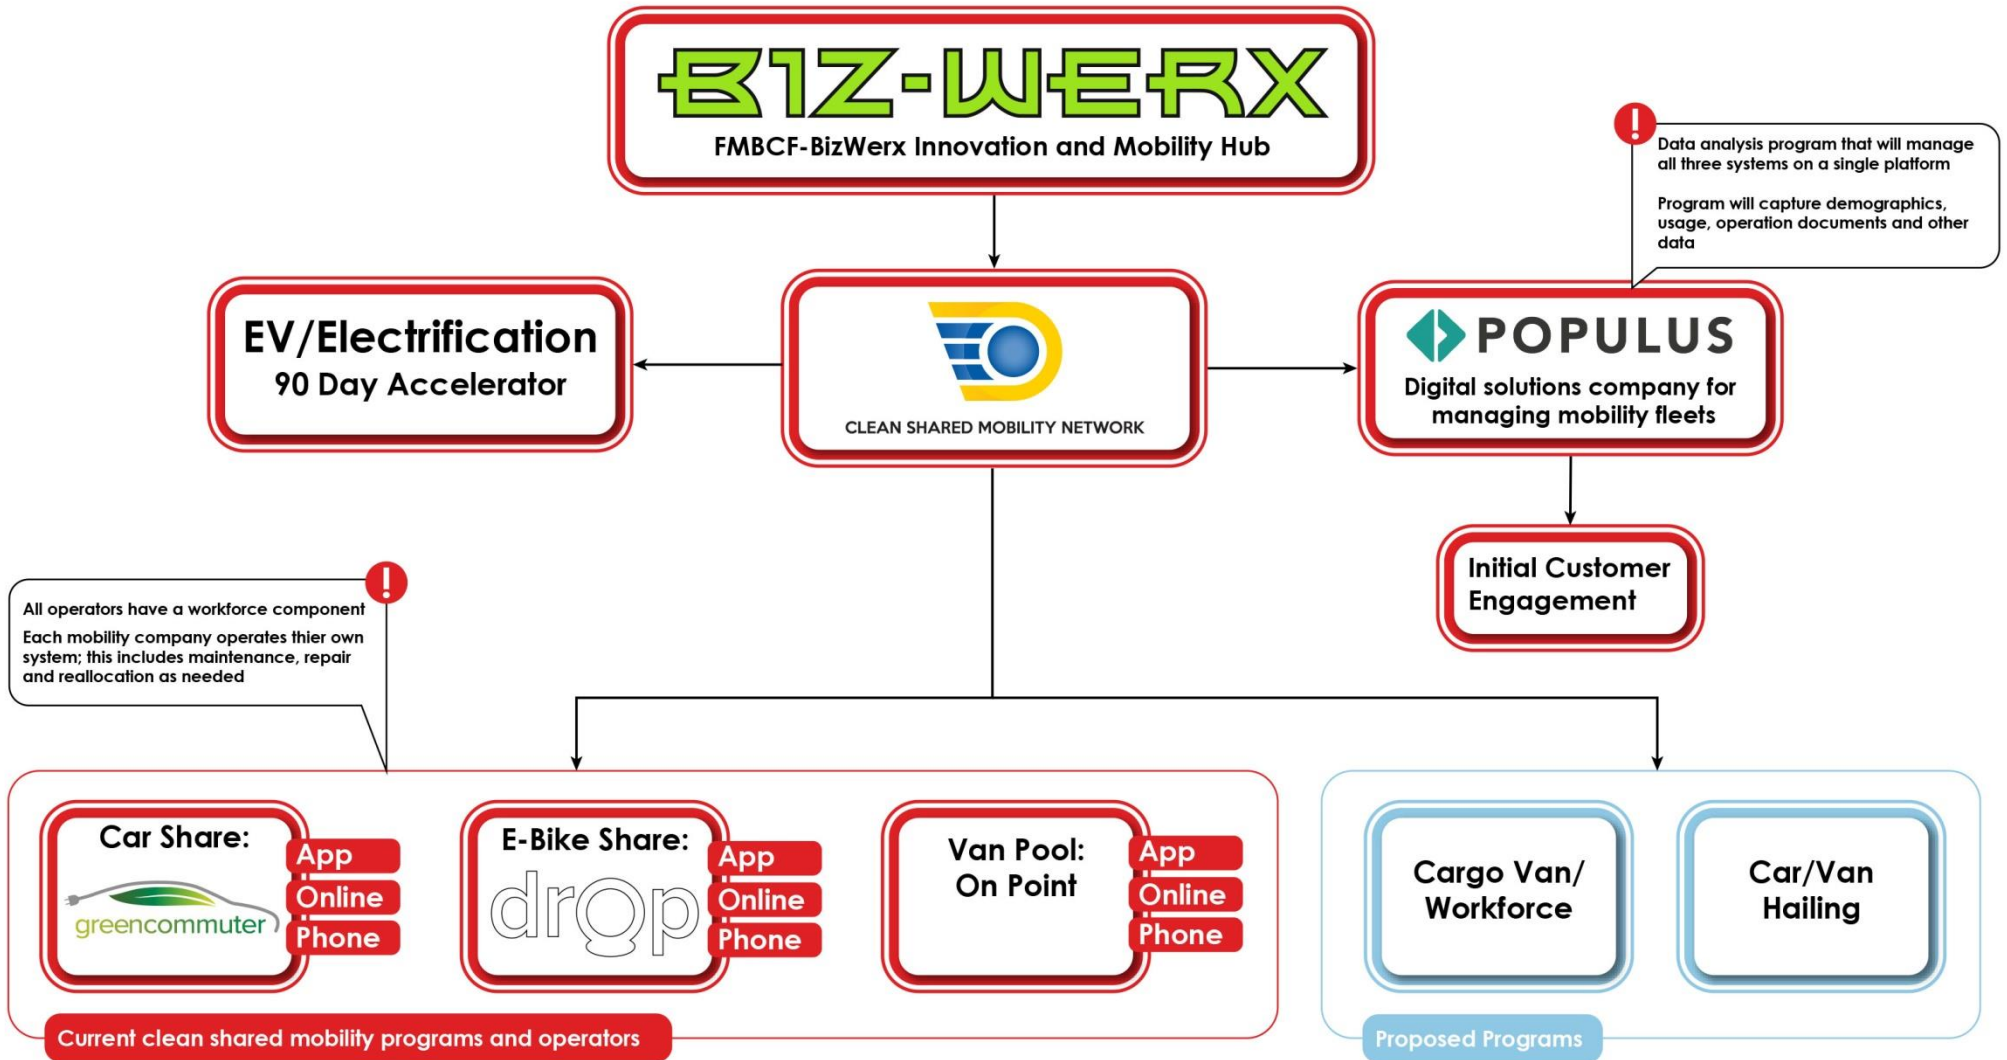 BIZ-WERX
FMBCF-BizWerx Innovation and Mobility Hub
Data analysis program that will manage
all three systems on a single platform
Program will capture demographics,
usage, operation documents and other
data
EV/Electrification
90 Day Accelerator
CLEAN SHARED MOBILITY NETWORK
POPULUS
Digital solutions company for
managing mobility fleets
Initial Customer
Engagement
All operators have a workforce component
Each mobility company operates thier own
system; this includes maintenance, repair
and reallocation as needed
Car Share:
greencommuter
App
Online
Phone
E-Bike Share:
drop
App
Online
Phone
Van Pool:
On Point
App
Online
Phone
Cargo Van/
Workforce
Car/Van
Hailing
Current clean shared mobility programs and operators
Proposed Programs